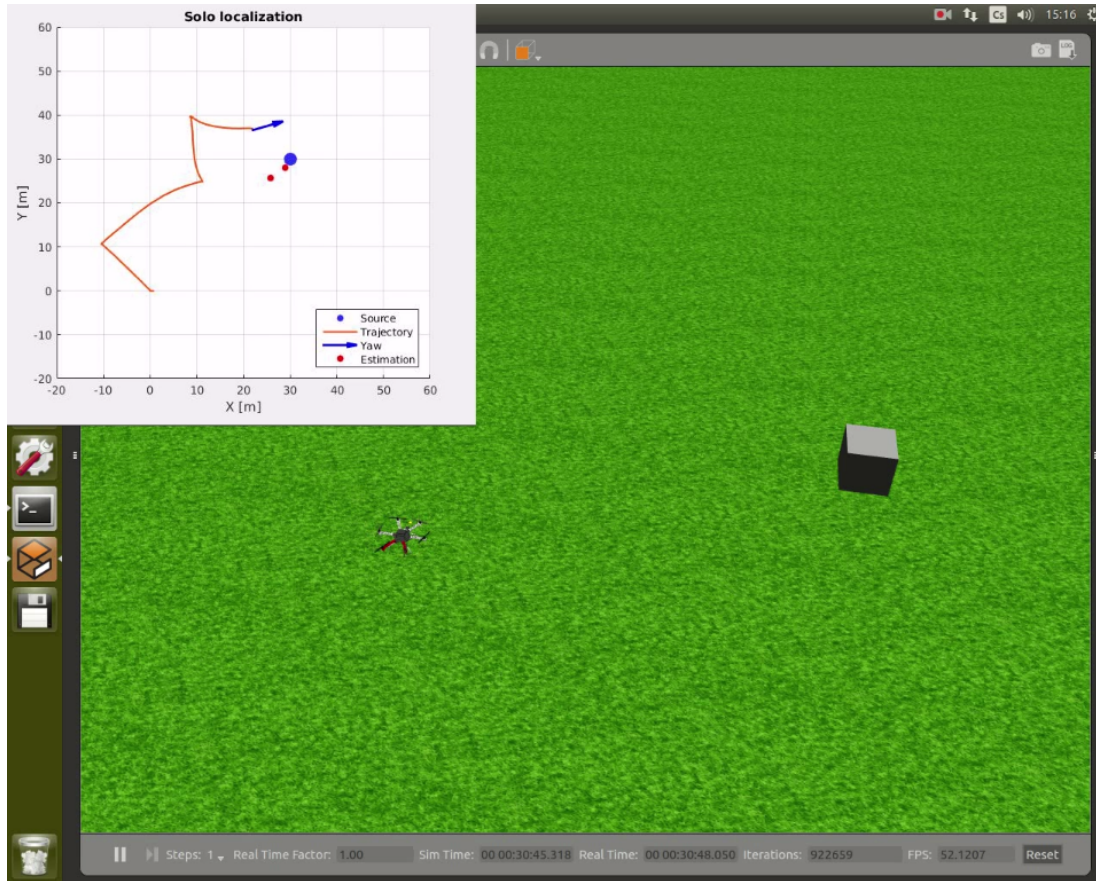 Solo localization
Cs
15:16
LOG
60
50
40
30
20
10
0
-10
-20
Y [m]
Source
Trajectory
Yaw
Estimation
-20 -10 0 10 20 30 40 50 60
X [m]
>_
Steps: 1 Real Time Factor: 1.00 Sim Time: 00 00:30:45.318 Real Time: 00 00:30:48.050 Iterations: 922659 FPS: 52.1207 Reset